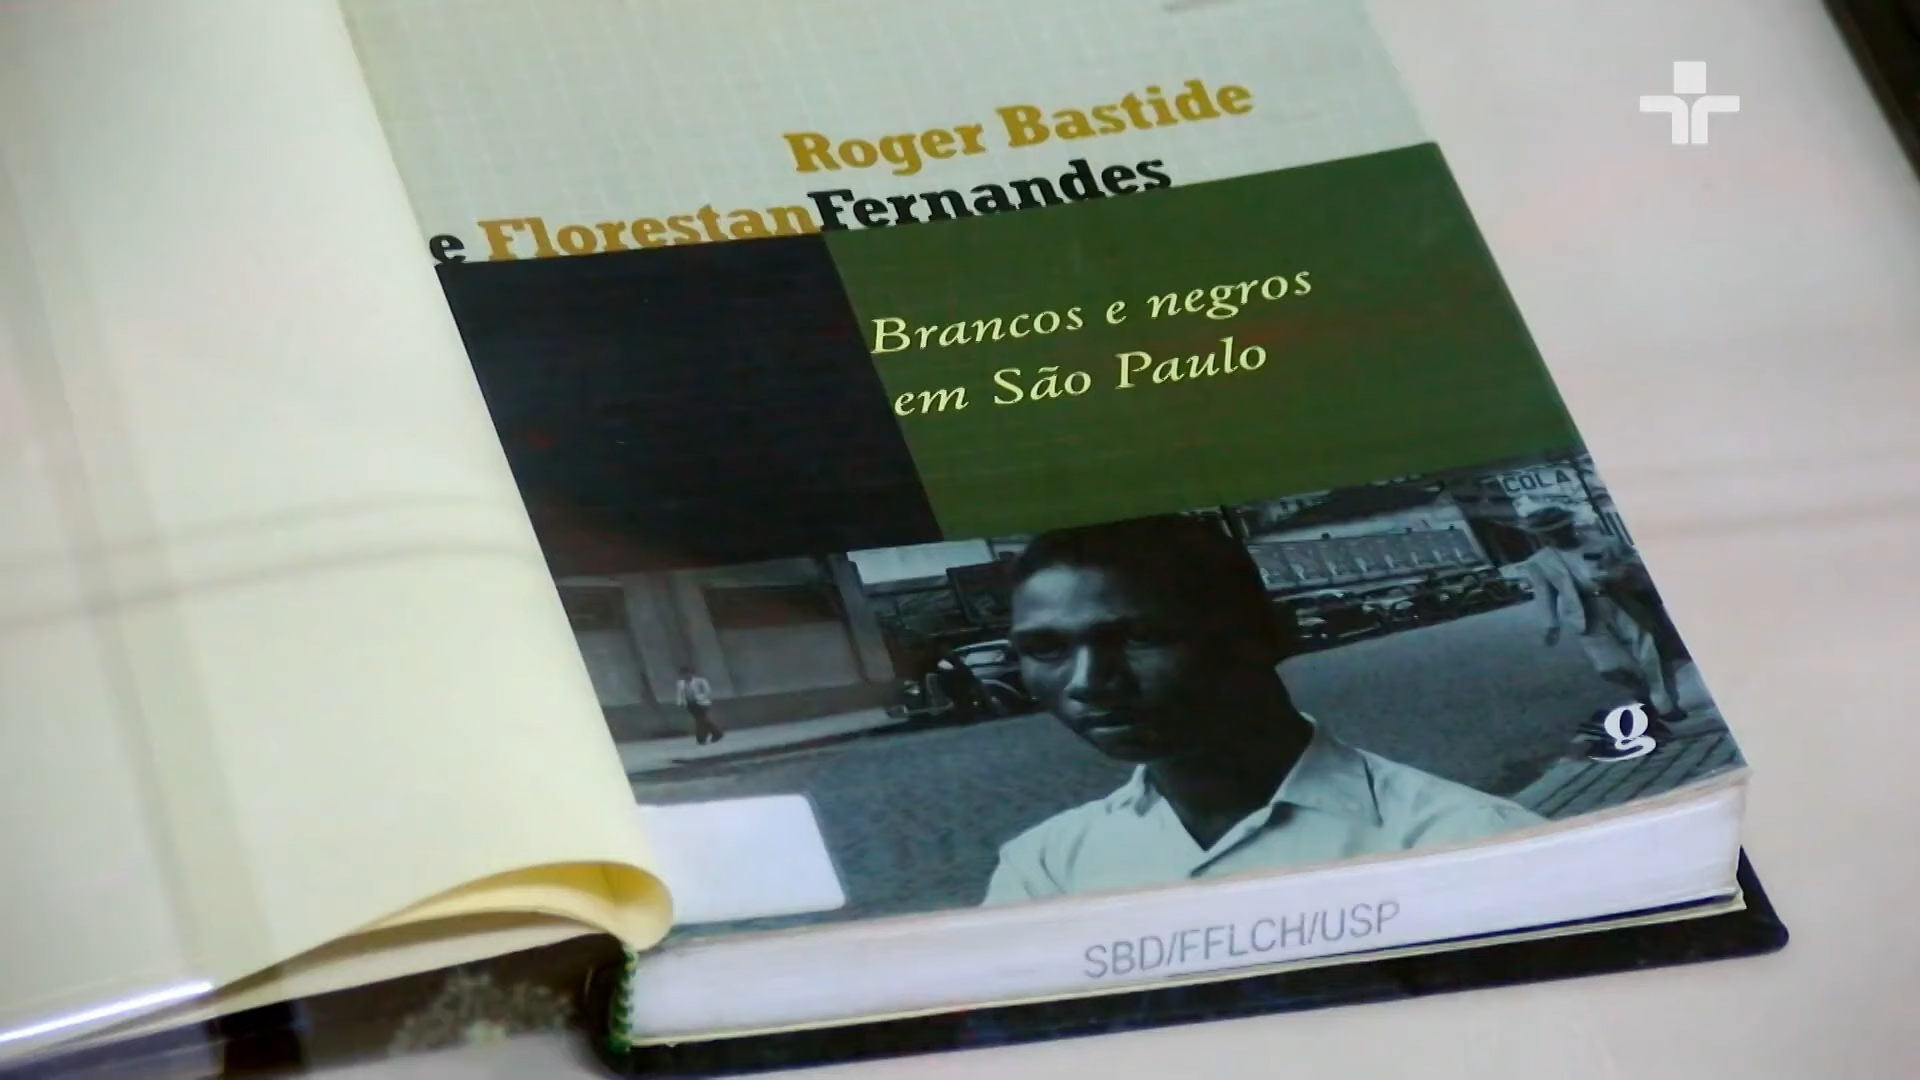 Roger Bastide
e Florestan Fernandes
Brancos e negros
em São Paulo
COLA
g
SBD/FFLCH/USP